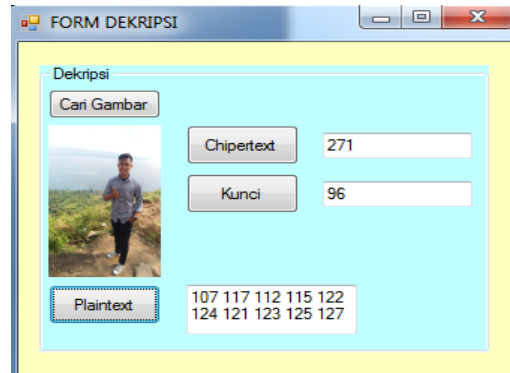 FORM DEKRIPSI
Dekripsi
Cari Gambar
Chipertext
271
Kunci
96
Plaintext
107 117 112 115 122
124 121 123 125 127